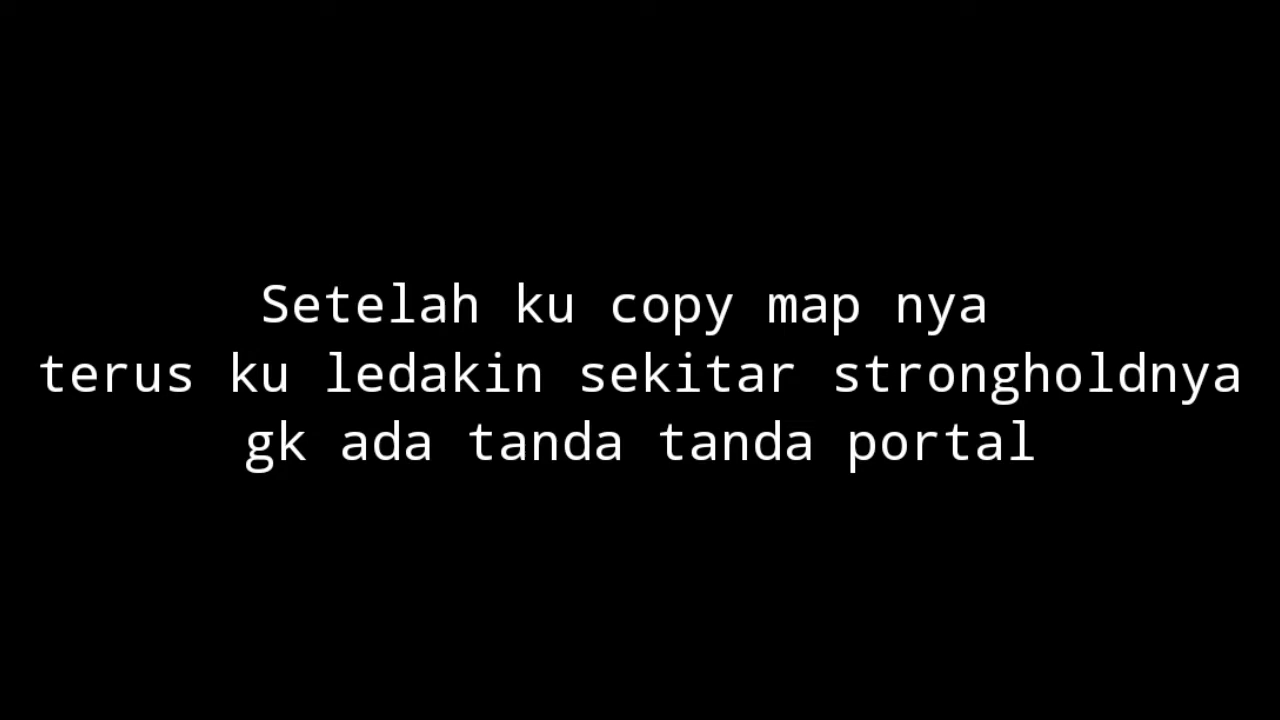 Setelah ku copy map nya
terus ku ledakin sekitar strongholdnya
gk ada tanda tanda portal